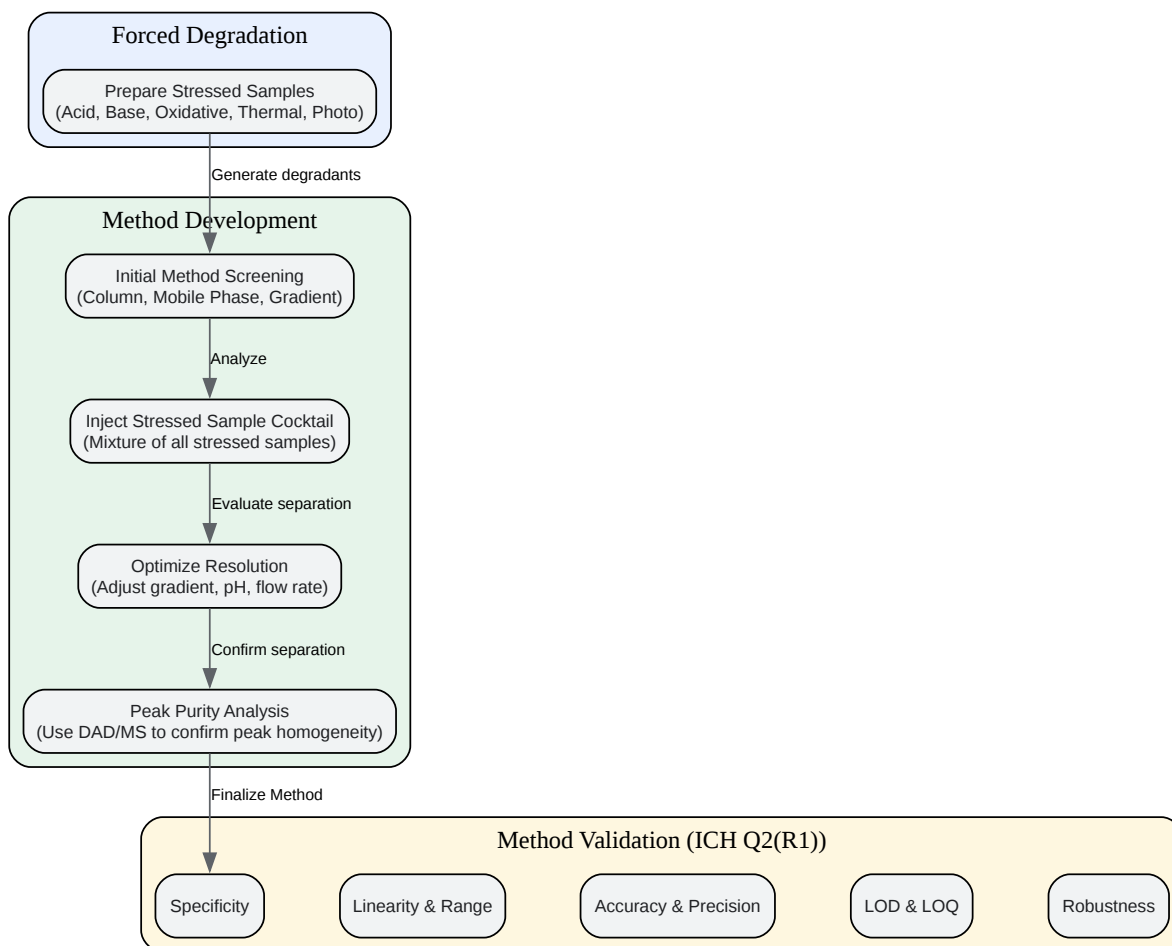 Forced Degradation
Prepare Stressed Samples
(Acid, Base, Oxidative, Thermal, Photo)
Generate degradants
Method Development
Initial Method Screening
(Column, Mobile Phase, Gradient)
Analyze
Inject Stressed Sample Cocktail
(Mixture of all stressed samples)
Evaluate separation
Optimize Resolution
(Adjust gradient, pH, flow rate)
Confirm separation
Peak Purity Analysis
(Use DAD/MS to confirm peak homogeneity)
Finalize Method
Method Validation (ICH Q2(R1))
Specificity
Linearity & Range
Accuracy & Precision
LOD & LOQ
Robustness